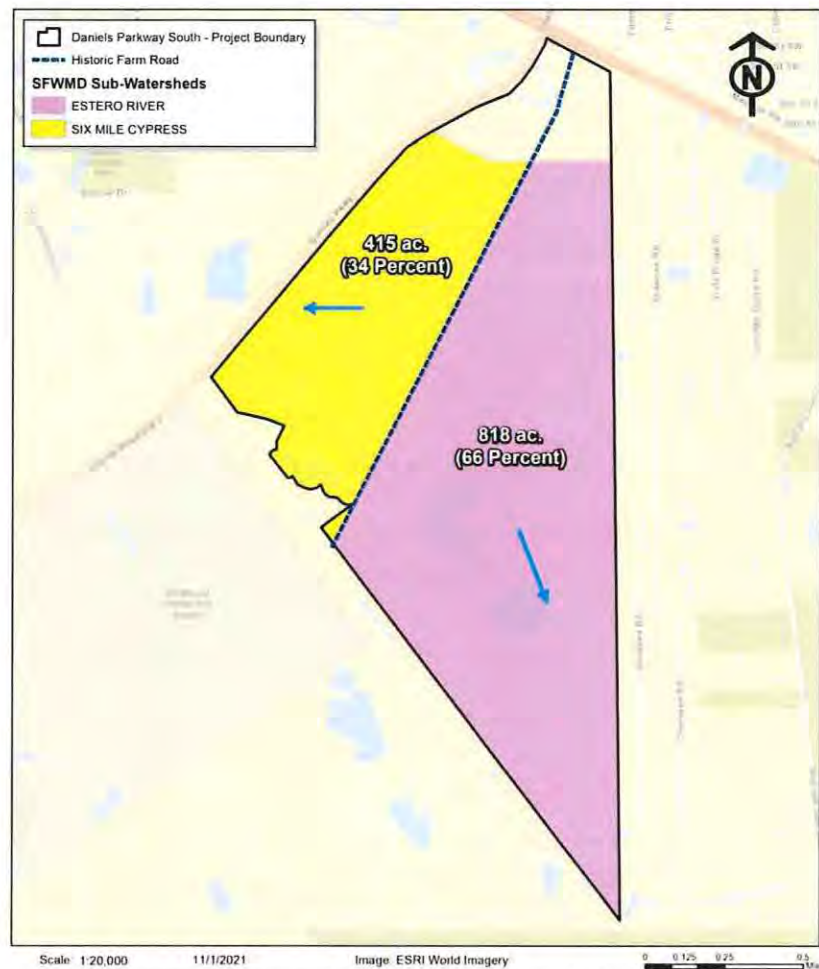 Daniels Parkway South - Project Boundary
Historic Farm Road
SFWMD Sub-Watersheds
ESTERO RIVER
SIX MILE CYPRESS
N
415 ac.
(34 Percent)
818 ac.
(66 Percent)
Scale 1:20,000
11/1/2021
Image: ESRI World Imagery
0 0.125 0.25 0.5